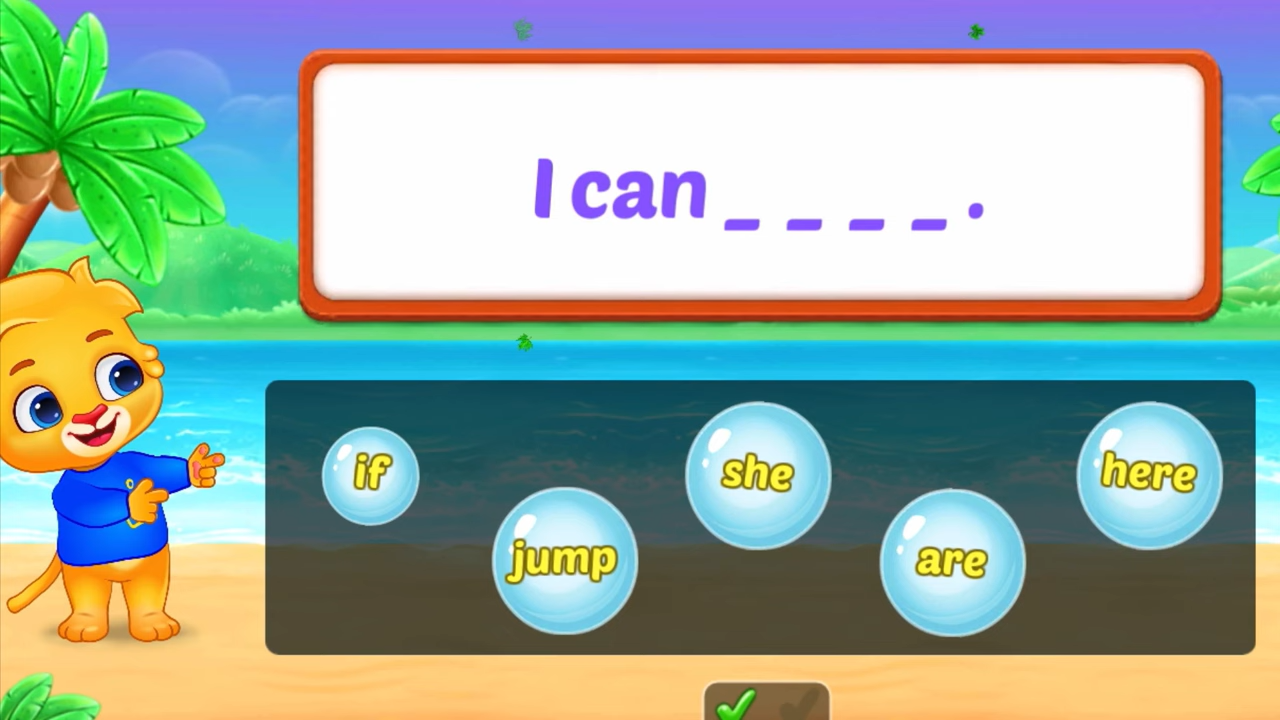 I can _ _ _ _ .
if
jump
she
are
here